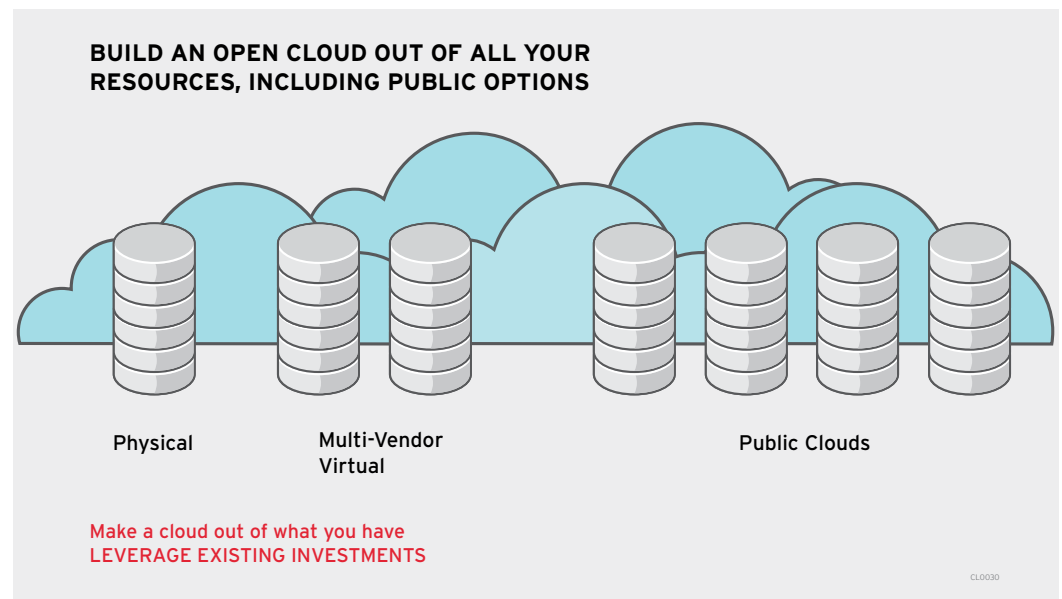 BUILD AN OPEN CLOUD OUT OF ALL YOUR
RESOURCES, INCLUDING PUBLIC OPTIONS
Physical
Multi-Vendor
Virtual
Public Clouds
Make a cloud out of what you have
LEVERAGE EXISTING INVESTMENTS
CLO030